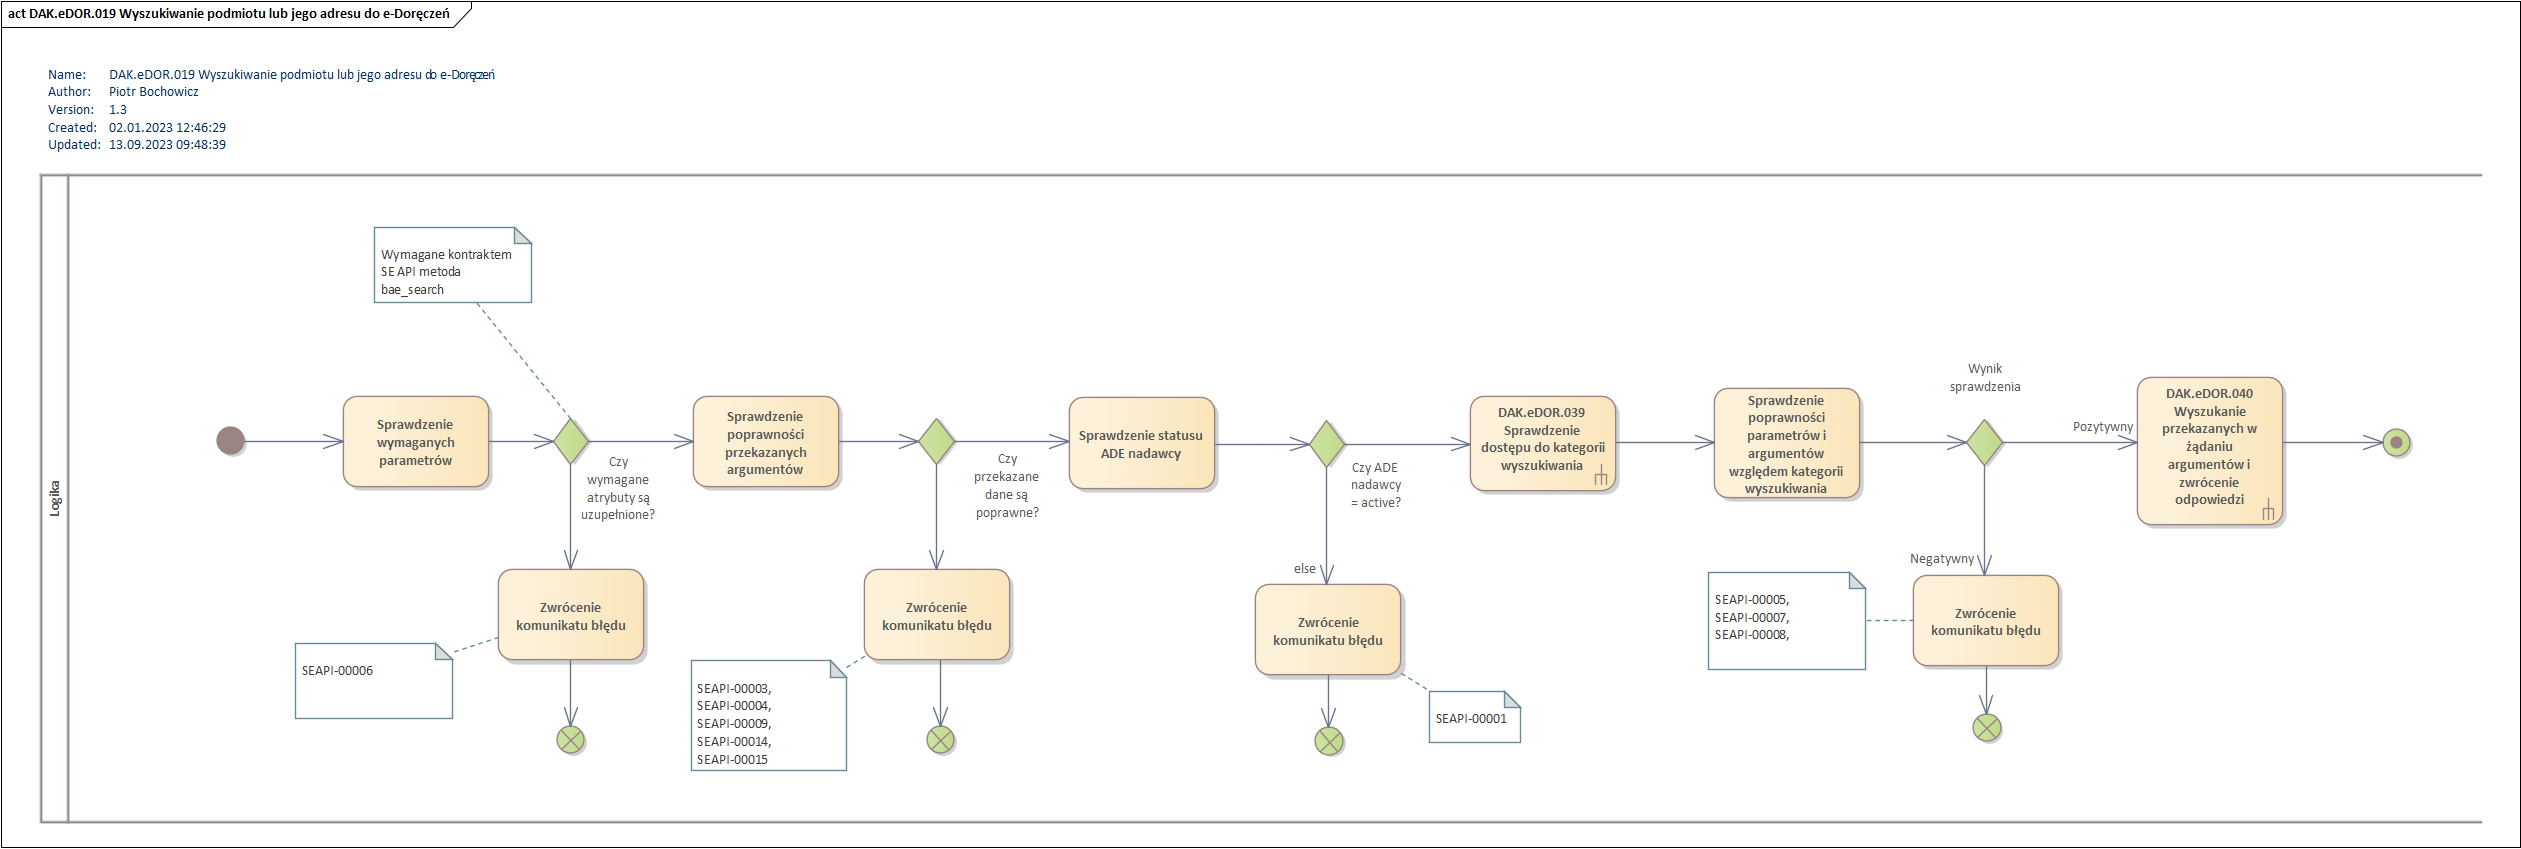 act DAK.eDOR.019 Wyszukiwanie podmiotu lub jego adresu do e-Doręczeń
Name: DAK.eDOR.019 Wyszukiwanie podmiotu lub jego adresu do e-Doręczeń
Author: Piotr Bochowicz
Version: 1.3
Created: 02.01.2023 12:46:29
Updated: 13.09.2023 09:48:39
Logika
Wymagane kontraktem
SE API metoda
bae_search
Sprawdzenie
wymaganych
parametrów
Czy
wymagane
atrybuty są
uzupełnione?
Zwrócenie
komunikatu błędu
SEAPI-00006
Sprawdzenie
poprawności
przekazanych
argumentów
Czy
przekazane
dane są
poprawne?
Zwrócenie
komunikatu błędu
SEAPI-00003,
SEAPI-00004,
SEAPI-00009,
SEAPI-00014,
SEAPI-00015
Sprawdzenie statusu
ADE nadawcy
Czy ADE
nadawcy
= active?
else
Zwrócenie
komunikatu błędu
SEAPI-00001
DAK.eDOR.039
Sprawdzenie
dostępu do kategorii
wyszukiwania
Sprawdzenie
poprawności
parametrów i
argumentów
względem kategorii
wyszukiwania
Wynik
sprawdzenia
Pozytywny
Negatywny
Zwrócenie
komunikatu błędu
SEAPI-00005,
SEAPI-00007,
SEAPI-00008,
DAK.eDOR.040
Wyszukanie
przekazanych w
żądaniu
argumentów i
zwrócenie
odpowiedzi